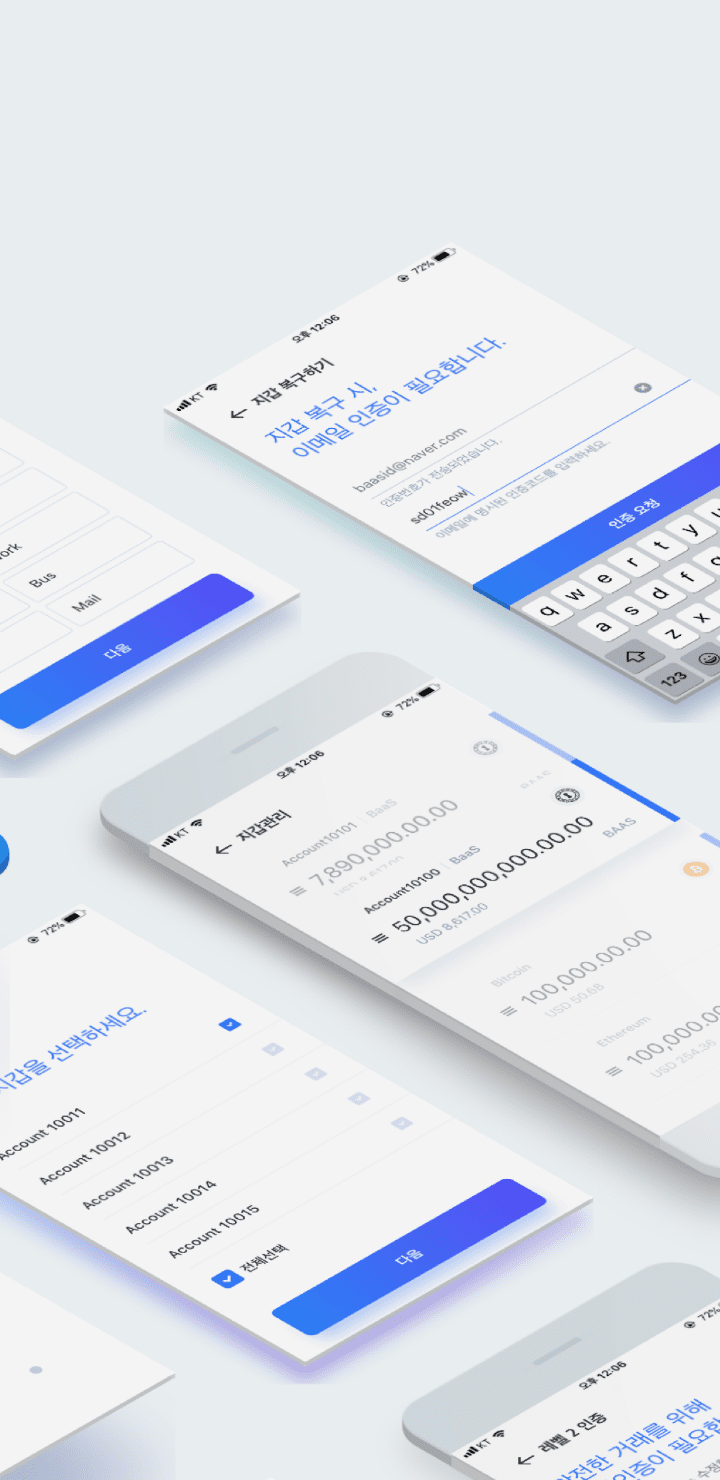 KT
오후 12:06
72%
지갑 복구하기
지갑 복구 시,
이메일 인증이 필요합니다.
baasid@naver.com
인증번호가 전송되었습니다.
sd01feow
이메일에 명시된 인증코드를 입력하세요.
인증 요청
q w e r t y u
a s d f g
z x
123
ork
Bus
Mail
다음
KT
오후 12:06
72%
지갑관리
Account10101 | BaaS
7,890,000.00.00
Account10100 | BaaS
50,000,000,000.00.00
BAAS
USD 8,617.00
Bitcoin
100,000.00.00
USD 50.68
Ethereum
100,000.00
USD 254.36
72%
지갑을 선택하세요.
Account 10011
Account 10012
Account 10013
Account 10014
Account 10015
전체선택
다음
KT
오후 12:06
72%
레벨 2 인증
안전한 거래를 위해
인증이 필요합